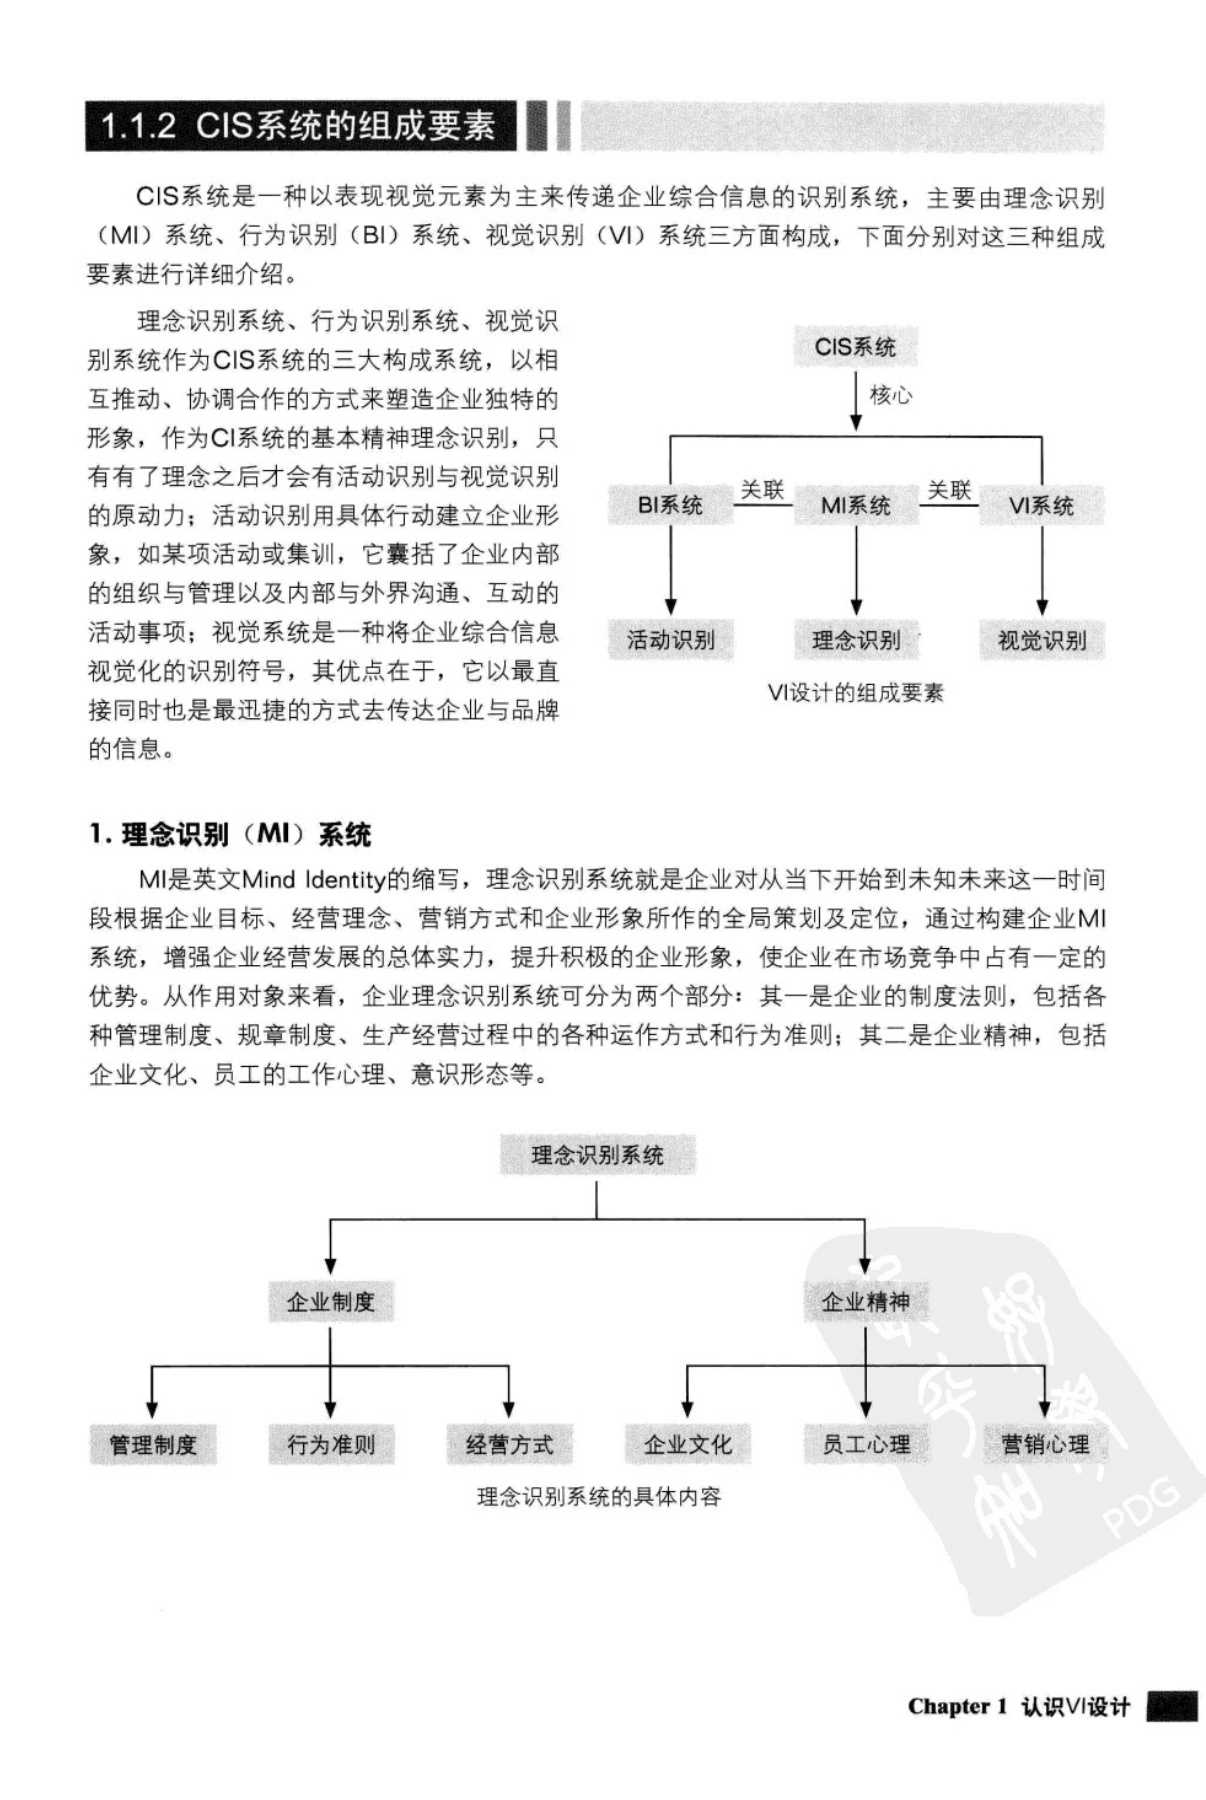 1.1.2 CIS系统的组成要素
CIS系统是一种以表现视觉元素为主来传递企业综合信息的识别系统，主要由理念识别
（MI）系统、行为识别（BI）系统、视觉识别（VI）系统三方面构成，下面分别对这三种组成
要素进行详细介绍。
理念识别系统、行为识别系统、视觉识
别系统作为CIS系统的三大构成系统，以相
互推动、协调合作的方式来塑造企业独特的
形象，作为CI系统的基本精神理念识别，只
有有了理念之后才会有活动识别与视觉识别
的原动力；活动识别用具体行动建立企业形
象，如某项活动或集训，它囊括了企业内部
的组织与管理以及内部与外界沟通、互动的
活动事项；视觉系统是一种将企业综合信息
视觉化的识别符号，其优点在于，它以最直
接同时也是最迅捷的方式去传达企业与品牌
的信息。
CIS系统
核心
BI系统 关联 MI系统 关联 VI系统
活动识别 理念识别 视觉识别
VI设计的组成要素
1. 理念识别（MI）系统
MI是英文Mind Identity的缩写，理念识别系统就是企业对从当下开始到未知未来这一时间
段根据企业目标、经营理念、营销方式和企业形象所作的全局策划及定位，通过构建企业MI
系统，增强企业经营发展的总体实力，提升积极的企业形象，使企业在市场竞争中占有一定的
优势。从作用对象来看，企业理念识别系统可分为两个部分：其一是企业的制度法则，包括各
种管理制度、规章制度、生产经营过程中的各种运作方式和行为准则；其二是企业精神，包括
企业文化、员工的工作心理、意识形态等。
理念识别系统
企业制度 企业精神
管理制度 行为准则 经营方式 企业文化 员工心理 营销心理
理念识别系统的具体内容
PDG
Chapter 1 认识VI设计